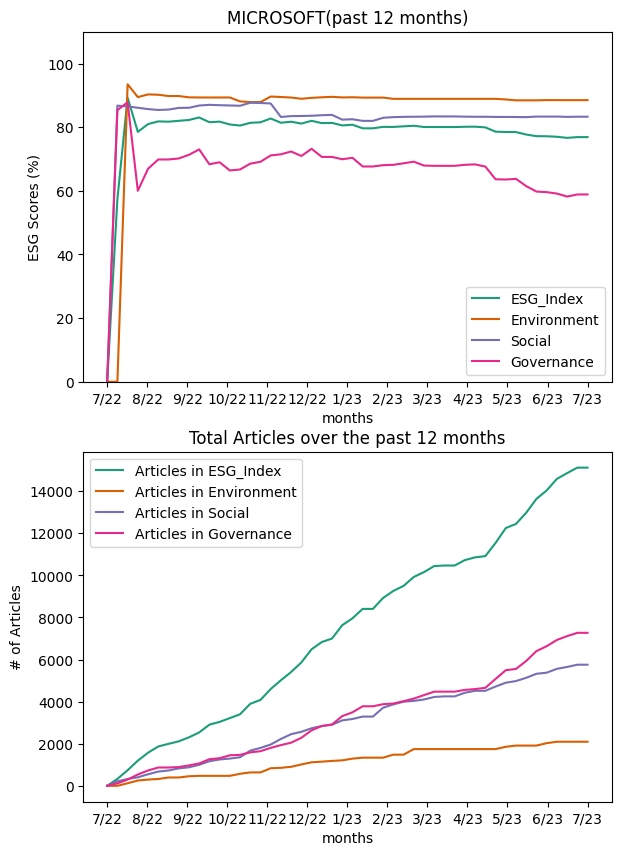 MICROSOFT(past 12 months)
100
80
60
40
20
0
ESG Scores (%)
ESG_Index
Environment
Social
Governance
7/22 8/22 9/22 10/22 11/22 12/22 1/23 2/23 3/23 4/23 5/23 6/23 7/23
months
Total Articles over the past 12 months
14000
12000
10000
8000
6000
4000
2000
0
# of Articles
Articles in ESG_Index
Articles in Environment
Articles in Social
Articles in Governance
7/22 8/22 9/22 10/22 11/22 12/22 1/23 2/23 3/23 4/23 5/23 6/23 7/23
months